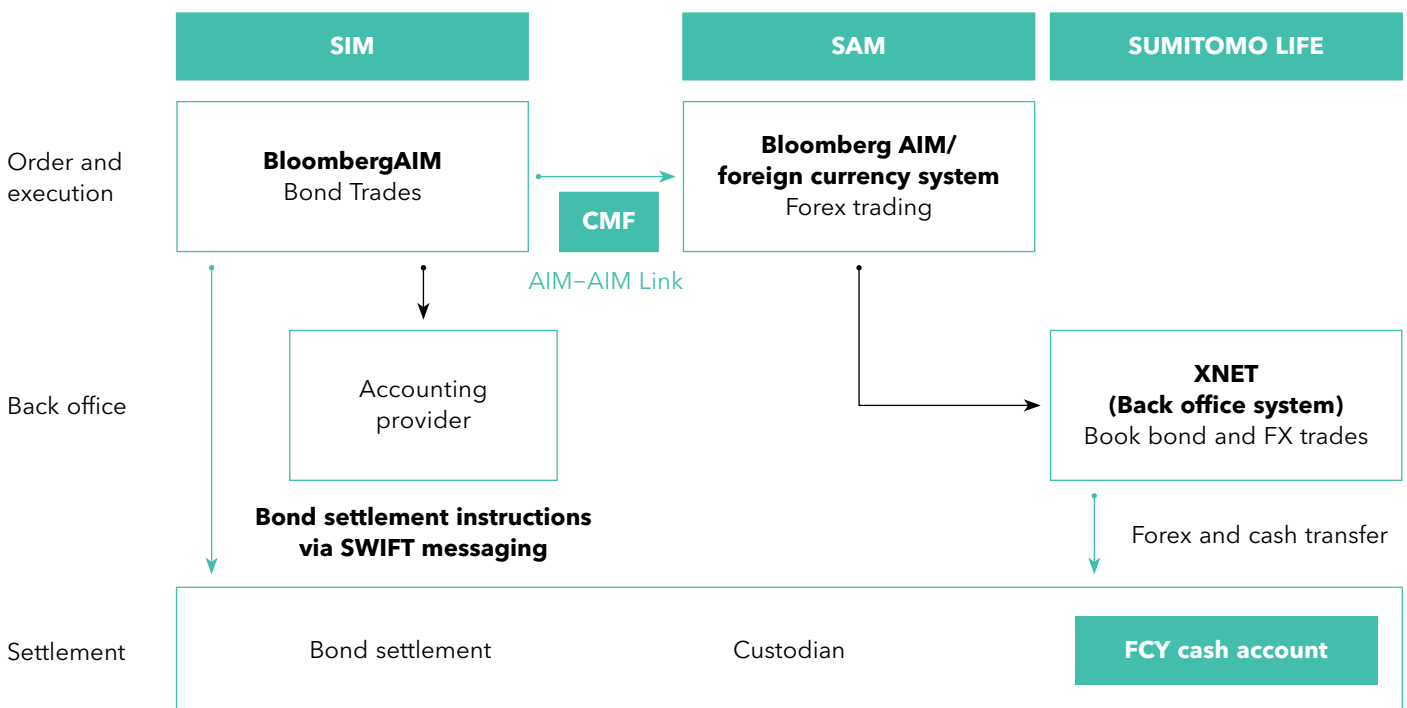 SIM
SAM
SUMITOMO LIFE
Order and
execution
BloombergAIM
Bond Trades
CMF
AIM–AIM Link
Bloomberg AIM/
foreign currency system
Forex trading
Back office
Accounting
provider
XNET
(Back office system)
Book bond and FX trades
Bond settlement instructions
via SWIFT messaging
Forex and cash transfer
Settlement
Bond settlement
Custodian
FCY cash account